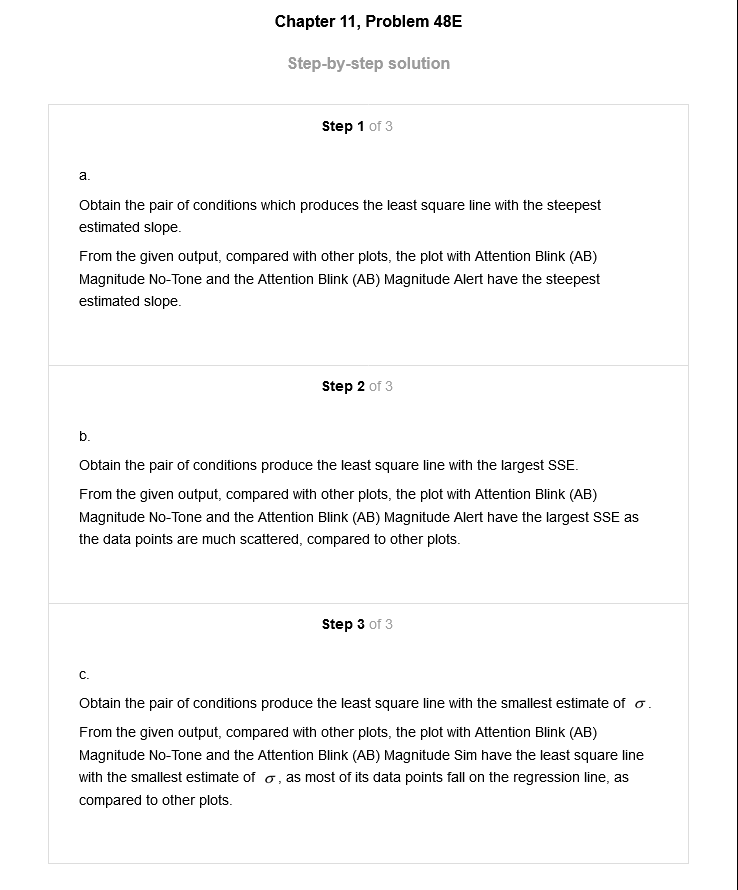 Chapter 11, Problem 48E
Step-by-step solution
Step 1 of 3
a.
Obtain the pair of conditions which produces the least square line with the steepest
estimated slope.
From the given output, compared with other plots, the plot with Attention Blink (AB)
Magnitude No-Tone and the Attention Blink (AB) Magnitude Alert have the steepest
estimated slope.
Step 2 of 3
b.
Obtain the pair of conditions produce the least square line with the largest SSE.
From the given output, compared with other plots, the plot with Attention Blink (AB)
Magnitude No-Tone and the Attention Blink (AB) Magnitude Alert have the largest SSE as
the data points are much scattered, compared to other plots.
Step 3 of 3
c.
Obtain the pair of conditions produce the least square line with the smallest estimate of σ.
From the given output, compared with other plots, the plot with Attention Blink (AB)
Magnitude No-Tone and the Attention Blink (AB) Magnitude Sim have the least square line
with the smallest estimate of σ, as most of its data points fall on the regression line, as
compared to other plots.